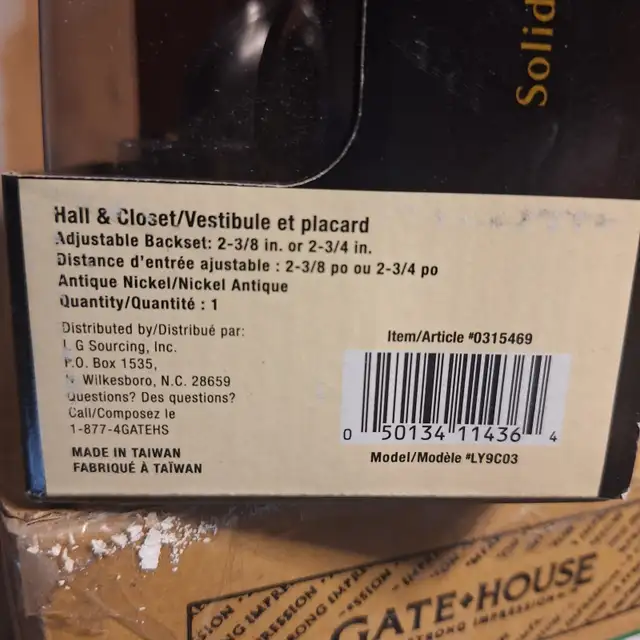 Solid
Hall & Closet/Vestibule et placard
Adjustable Backset: 2-3/8 in. or 2-3/4 in.
Distance d'entrée ajustable : 2-3/8 po ou 2-3/4 po
Antique Nickel/Nickel Antique
Quantity/Quantité : 1
Distributed by/Distribué par:
L G Sourcing, Inc.
P.O. Box 1535,
N Wilkesboro, N.C. 28659
Questions? Des questions?
Call/Composez le
1-877-4GATEHS
MADE IN TAIWAN
FABRIQUÉ À TAÏWAN
Item/Article #0315469
0 50134 11436 4
Model/Modèle #LY9C03
GATE HOUSE
STRONG IMPRESSION